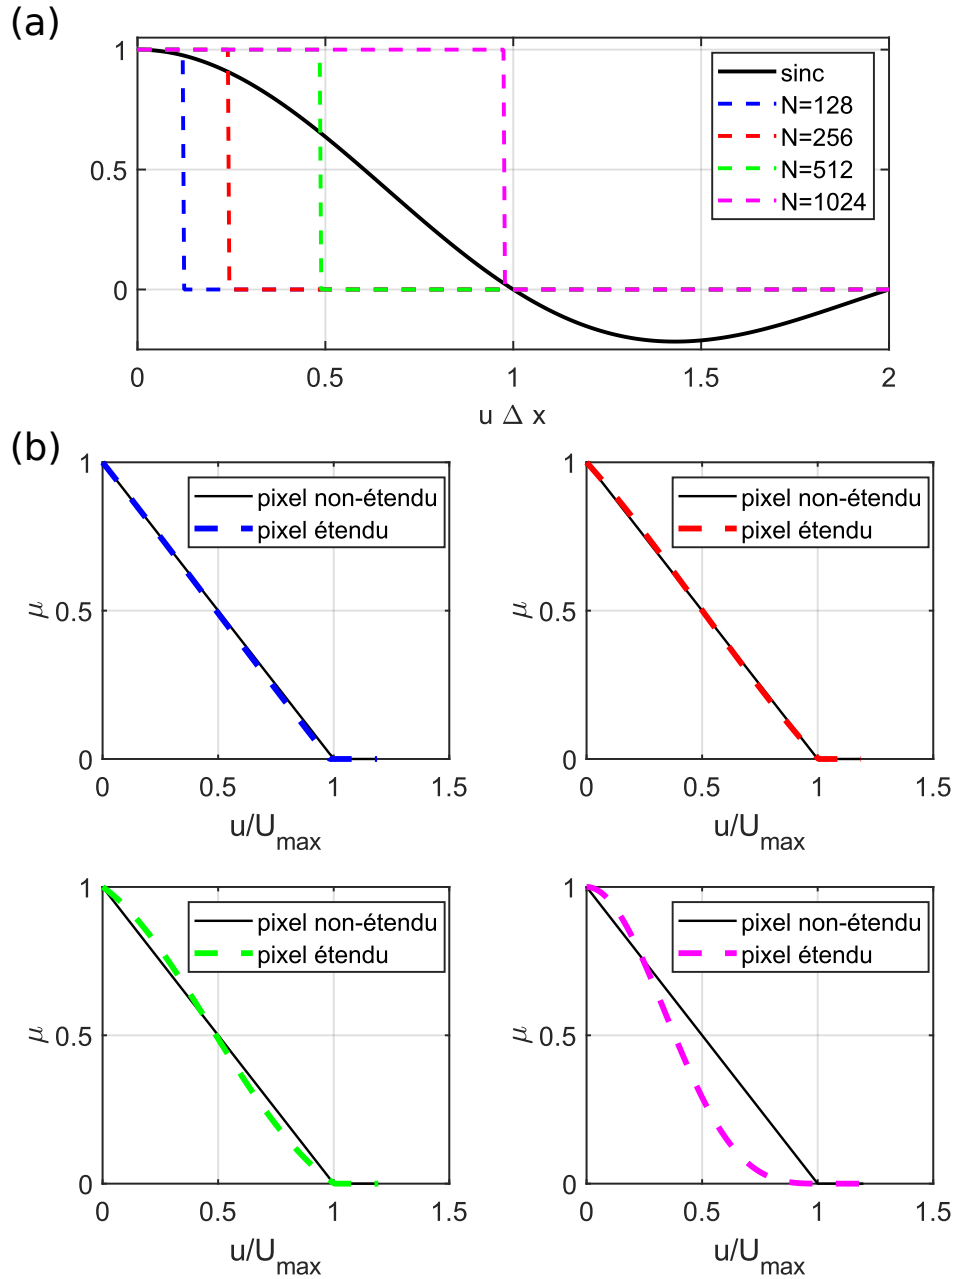 (a)
1
0.5
0
sinc
N=128
N=256
N=512
N=1024
0 0.5 1 1.5 2
u Δ x
(b)
1
0.5
0
μ
pixel non-étendu
pixel étendu
0 0.5 1 1.5
u/Umax
1
0.5
0
μ
pixel non-étendu
pixel étendu
0 0.5 1 1.5
u/Umax
1
0.5
0
μ
pixel non-étendu
pixel étendu
0 0.5 1 1.5
u/Umax
1
0.5
0
μ
pixel non-étendu
pixel étendu
0 0.5 1 1.5
u/Umax